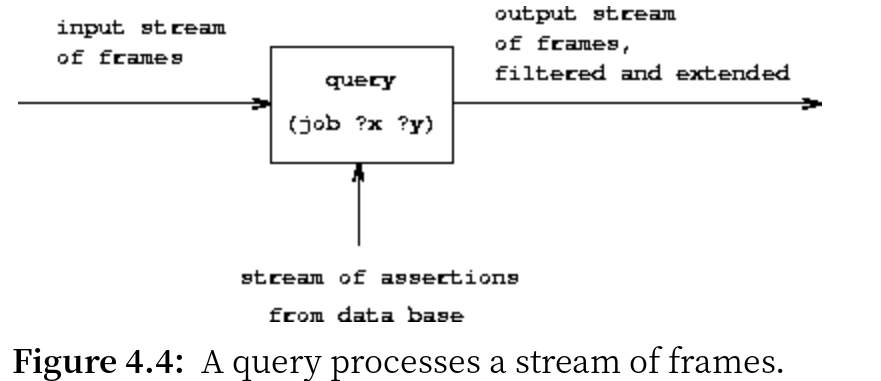 input stream
of frames
output stream
of frames,
filtered and extended
query
(job ?x ?y)
stream of assertions
from data base
Figure 4.4: A query processes a stream of frames.